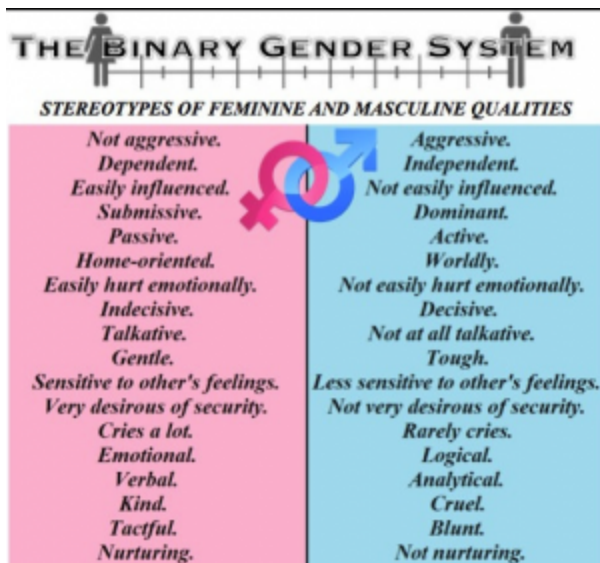 THE BINARY GENDER SYSTEM
STEREOTYPES OF FEMININE AND MASCULINE QUALITIES
Not aggressive.
Dependent.
Easily influenced.
Submissive.
Passive.
Home-oriented.
Easily hurt emotionally.
Indecisive.
Talkative.
Gentle.
Sensitive to other's feelings.
Very desirous of security.
Cries a lot.
Emotional.
Verbal.
Kind.
Tactful.
Nurturing.
Aggressive.
Independent.
Not easily influenced.
Dominant.
Active.
Worldly.
Not easily hurt emotionally.
Decisive.
Not at all talkative.
Tough.
Less sensitive to other's feelings.
Not very desirous of security.
Rarely cries.
Logical.
Analytical.
Cruel.
Blunt.
Not nurturing.